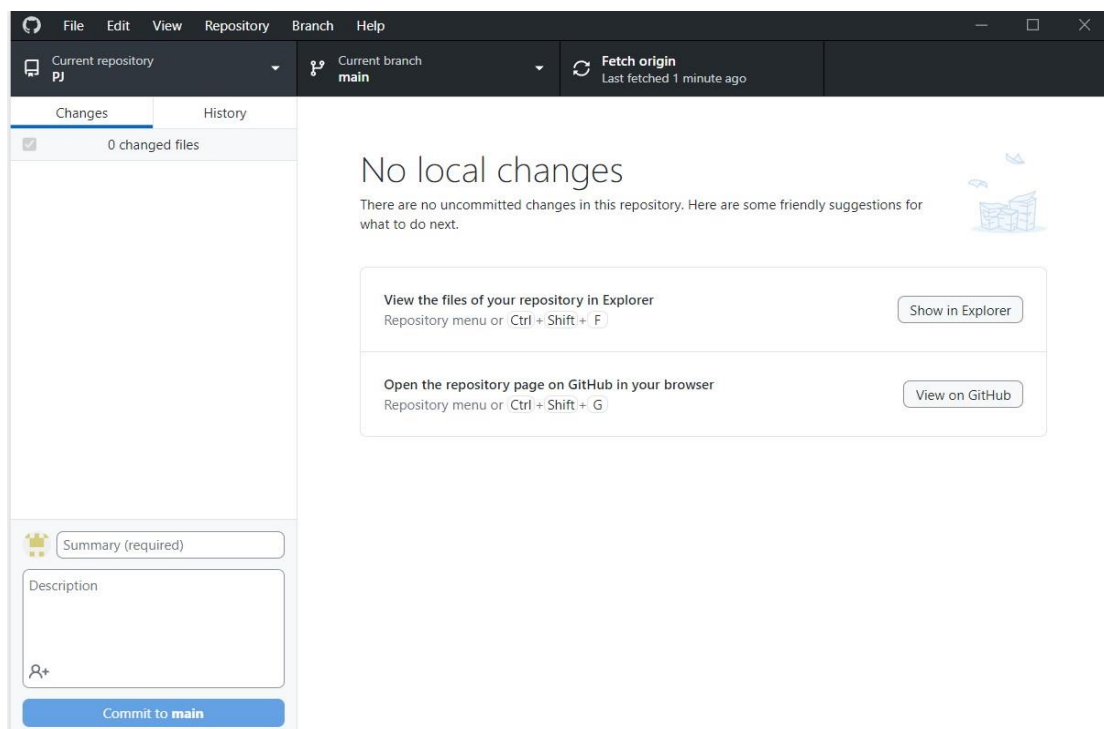 File Edit View Repository Branch Help
Current repository
PJ
Current branch
main
Fetch origin
Last fetched 1 minute ago
Changes History
0 changed files
No local changes
There are no uncommitted changes in this repository. Here are some friendly suggestions for
what to do next.
View the files of your repository in Explorer
Repository menu or Ctrl + Shift + F
Show in Explorer
Open the repository page on GitHub in your browser
Repository menu or Ctrl + Shift + G
View on GitHub
Summary (required)
Description
Commit to main